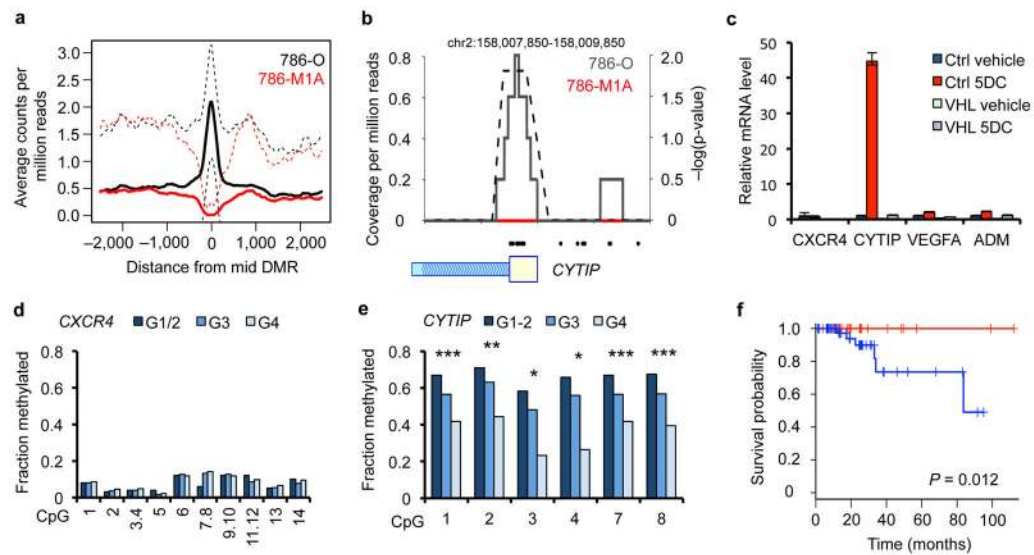 a
Average counts per
million reads
3.0
2.5
2.0
1.5
1.0
0.5
0.0
786-O
786-M1A
–2,000 –1,000 0 1,000 2,000
Distance from mid DMR
b
chr2:158,007,850-158,009,850
786-O
786-M1A
Coverage per million reads
0.8
0.6
0.4
0.2
0
2.0
1.5
1.0
0.5
0
–log(p-value)
CYTIP
c
Relative mRNA level
50
40
30
20
10
0
Ctrl vehicle
Ctrl 5DC
VHL vehicle
VHL 5DC
CXCR4 CYTIP VEGFA ADM
d
CXCR4 G1/2 G3 G4
Fraction methylated
0.8
0.6
0.4
0.2
0
CpG 1 2 3.4 5 6 7.8 9.10 11.12 13 14
e
CYTIP G1-2 G3 G4
Fraction methylated
0.8
0.6
0.4
0.2
0
*** ** * * *** ***
CpG 1 2 3 4 7 8
f
Survival probability
1.0
0.8
0.6
0.4
0.2
0
P = 0.012
0 20 40 60 80 100
Time (months)